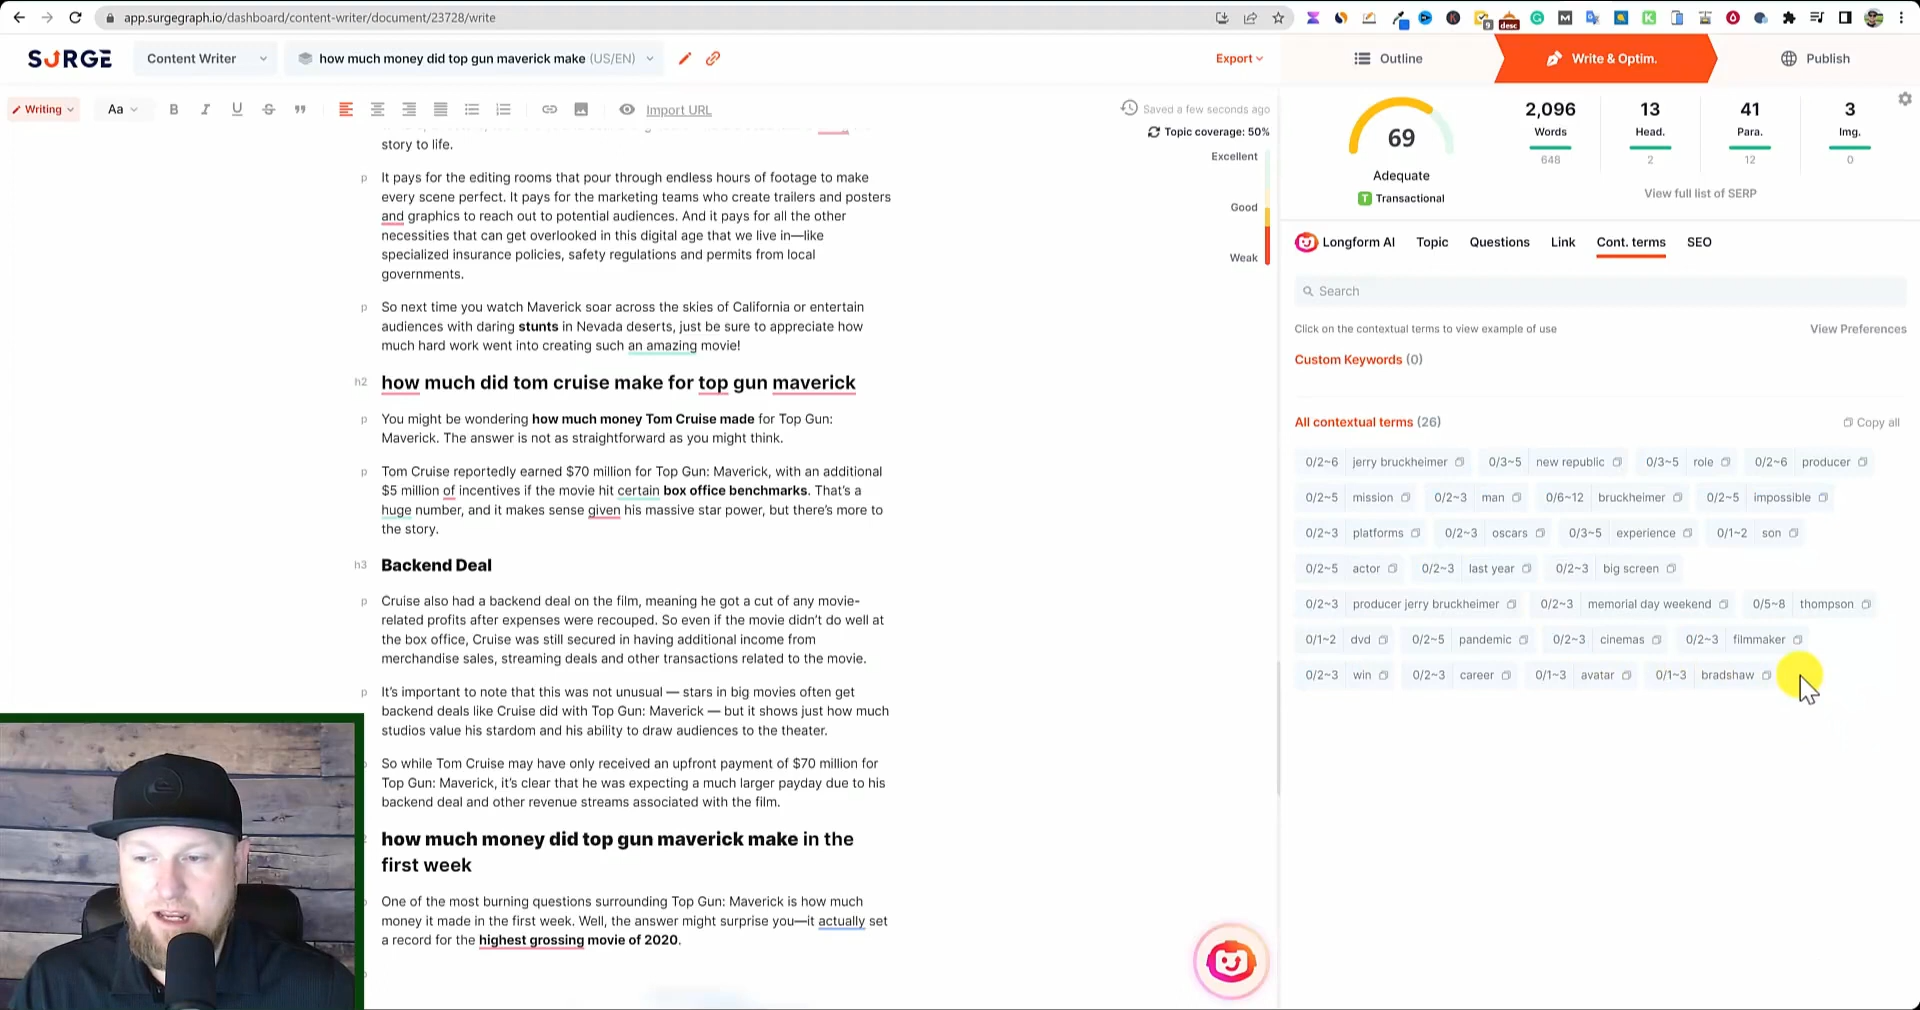 app.surgegraph.io/dashboard/content-writer/document/23728/write
9
desc
SURGE
Content Writer
how much money did top gun maverick make (US/EN)
Export
Outline
Write & Optim.
Publish
Writing
Aa
B I U S
Import URL
Saved a few seconds ago
Topic coverage: 50%
Excellent
Good
Weak
story to life.
p It pays for the editing rooms that pour through endless hours of footage to make
every scene perfect. It pays for the marketing teams who create trailers and posters
and graphics to reach out to potential audiences. And it pays for all the other
necessities that can get overlooked in this digital age that we live in—like
specialized insurance policies, safety regulations and permits from local
governments.
p So next time you watch Maverick soar across the skies of California or entertain
audiences with daring stunts in Nevada deserts, just be sure to appreciate how
much hard work went into creating such an amazing movie!
h2 how much did tom cruise make for top gun maverick
p You might be wondering how much money Tom Cruise made for Top Gun:
Maverick. The answer is not as straightforward as you might think.
p Tom Cruise reportedly earned $70 million for Top Gun: Maverick, with an additional
$5 million of incentives if the movie hit certain box office benchmarks. That's a
huge number, and it makes sense given his massive star power, but there's more to
the story.
h3 Backend Deal
p Cruise also had a backend deal on the film, meaning he got a cut of any movie-
related profits after expenses were recouped. So even if the movie didn't do well at
the box office, Cruise was still secured in having additional income from
merchandise sales, streaming deals and other transactions related to the movie.
p It's important to note that this was not unusual — stars in big movies often get
backend deals like Cruise did with Top Gun: Maverick — but it shows just how much
studios value his stardom and his ability to draw audiences to the theater.
So while Tom Cruise may have only received an upfront payment of $70 million for
Top Gun: Maverick, it's clear that he was expecting a much larger payday due to his
backend deal and other revenue streams associated with the film.
how much money did top gun maverick make in the
first week
One of the most burning questions surrounding Top Gun: Maverick is how much
money it made in the first week. Well, the answer might surprise you—it actually set
a record for the highest grossing movie of 2020.
69
Adequate
T Transactional
2,096 13 41 3
Words Head. Para. Img.
648 2 12 0
View full list of SERP
Longform AI Topic Questions Link Cont. terms SEO
Search
Click on the contextual terms to view example of use
View Preferences
Custom Keywords (0)
All contextual terms (26)
Copy all
0/2~6 jerry bruckheimer 0/3~5 new republic 0/3~5 role 0/2~6 producer
0/2~5 mission 0/2~3 man 0/6~12 bruckheimer 0/2~5 impossible
0/2~3 platforms 0/2~3 oscars 0/3~5 experience 0/1~2 son
0/2~5 actor 0/2~3 last year 0/2~3 big screen
0/2~3 producer jerry bruckheimer 0/2~3 memorial day weekend 0/5~8 thompson
0/1~2 dvd 0/2~5 pandemic 0/2~3 cinemas 0/2~3 filmmaker
0/2~3 win 0/2~3 career 0/1~3 avatar 0/1~3 bradshaw